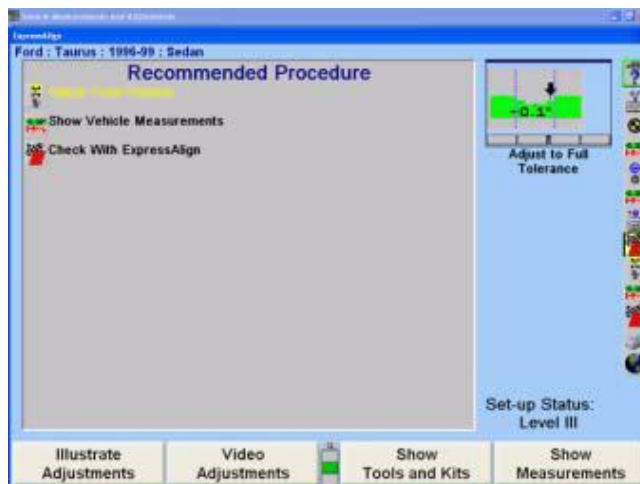 ExpressAlign
Ford : Taurus : 1996-99 : Sedan
Recommended Procedure
Show Vehicle Measurements
Check With ExpressAlign
-0.1°
Adjust to Full
Tolerance
Set-up Status:
Level III
Illustrate
Adjustments
Video
Adjustments
Show
Tools and Kits
Show
Measurements